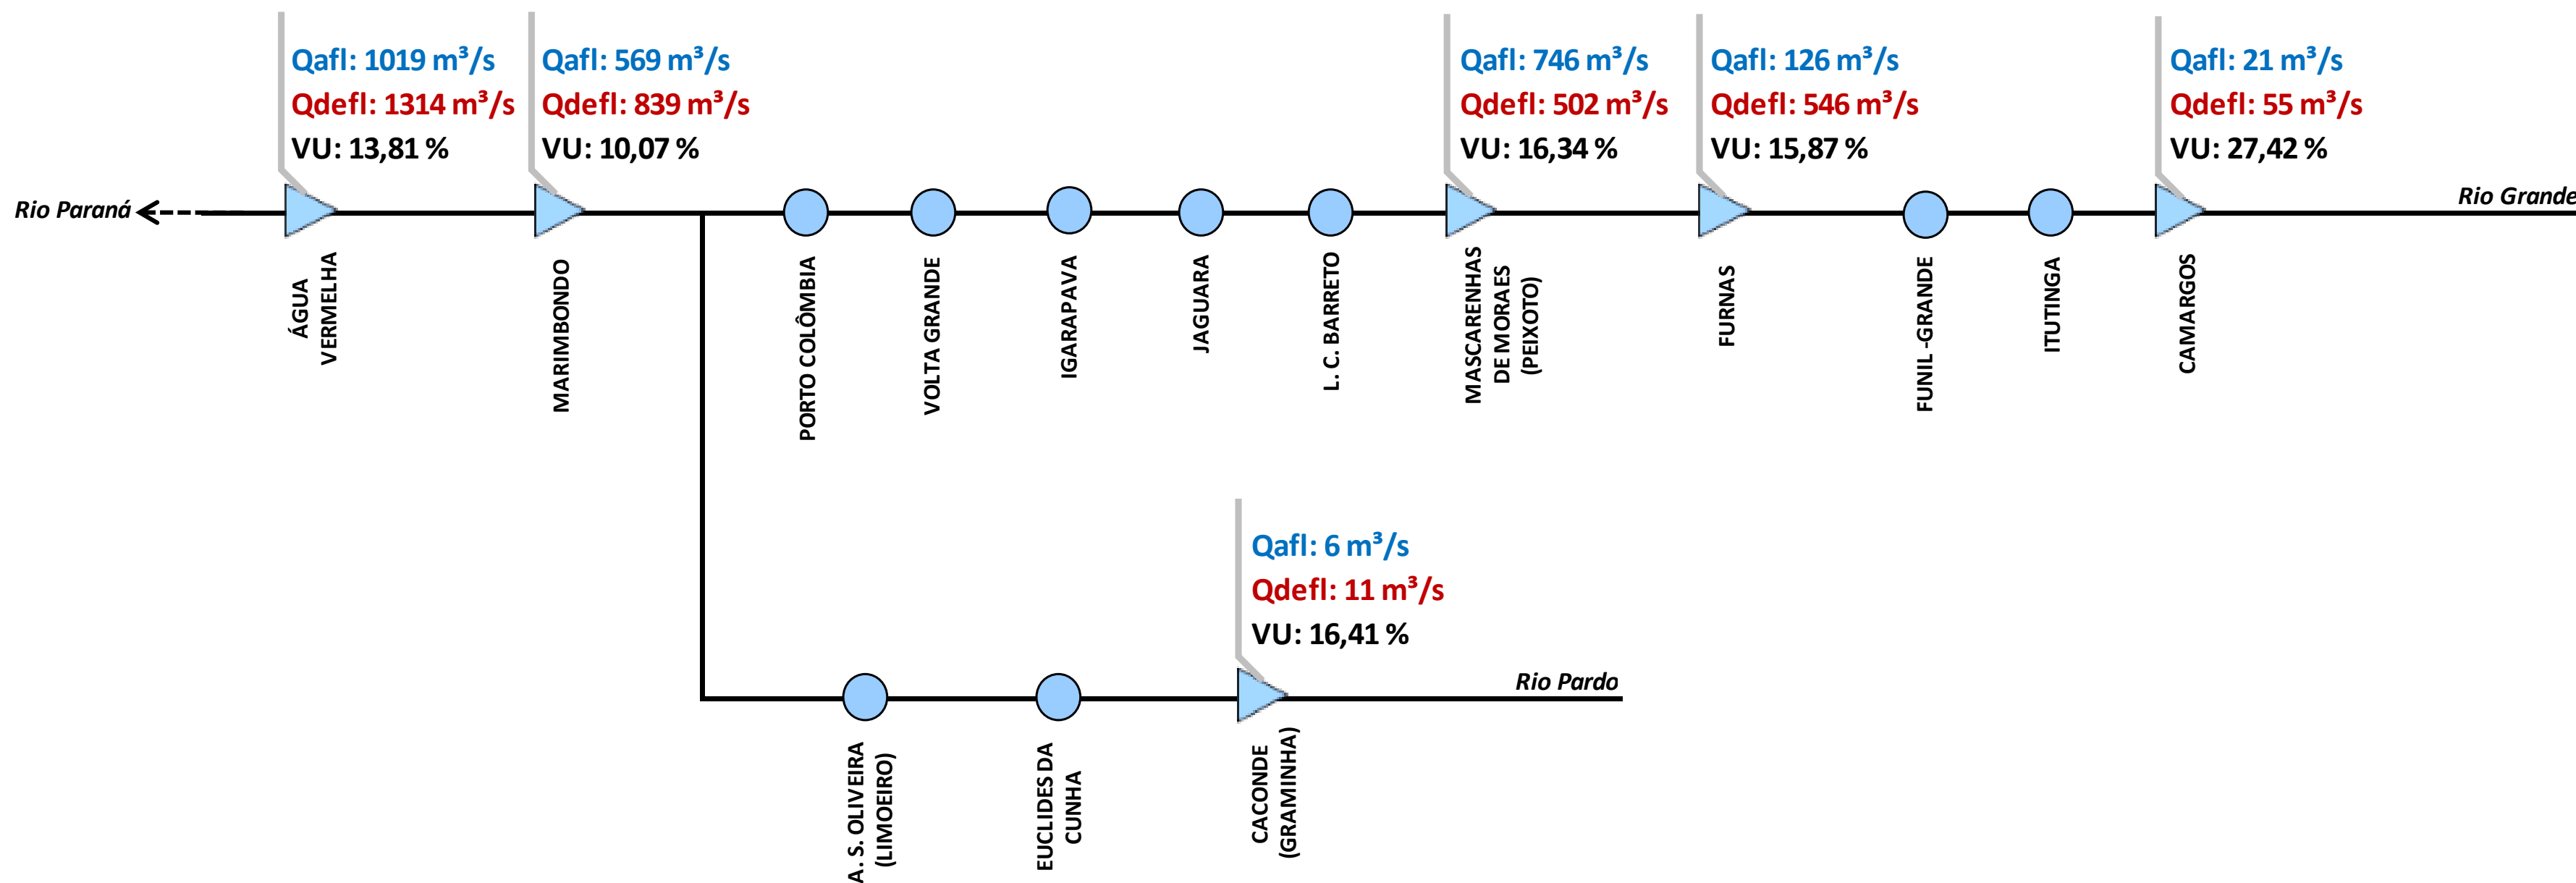 Qafl: 1019 m³/s
Qdefl: 1314 m³/s
VU: 13,81 %
Qafl: 569 m³/s
Qdefl: 839 m³/s
VU: 10,07 %
Qafl: 746 m³/s
Qdefl: 502 m³/s
VU: 16,34 %
Qafl: 126 m³/s
Qdefl: 546 m³/s
VU: 15,87 %
Qafl: 21 m³/s
Qdefl: 55 m³/s
VU: 27,42 %
Rio Paraná
Rio Grande
ÁGUA
VERMELHA
MARIMBONDO
PORTO COLÔMBIA
VOLTA GRANDE
IGARAPAVA
JAGUARA
L. C. BARRETO
MASCARENHAS
DE MORAES
(PEIXOTO)
FURNAS
FUNIL -GRANDE
ITUTINGA
CAMARGOS
Qafl: 6 m³/s
Qdefl: 11 m³/s
VU: 16,41 %
Rio Pardo
A. S. OLIVEIRA
(LIMOEIRO)
EUCLIDES DA
CUNHA
CACONDE
(GRAMINHA)